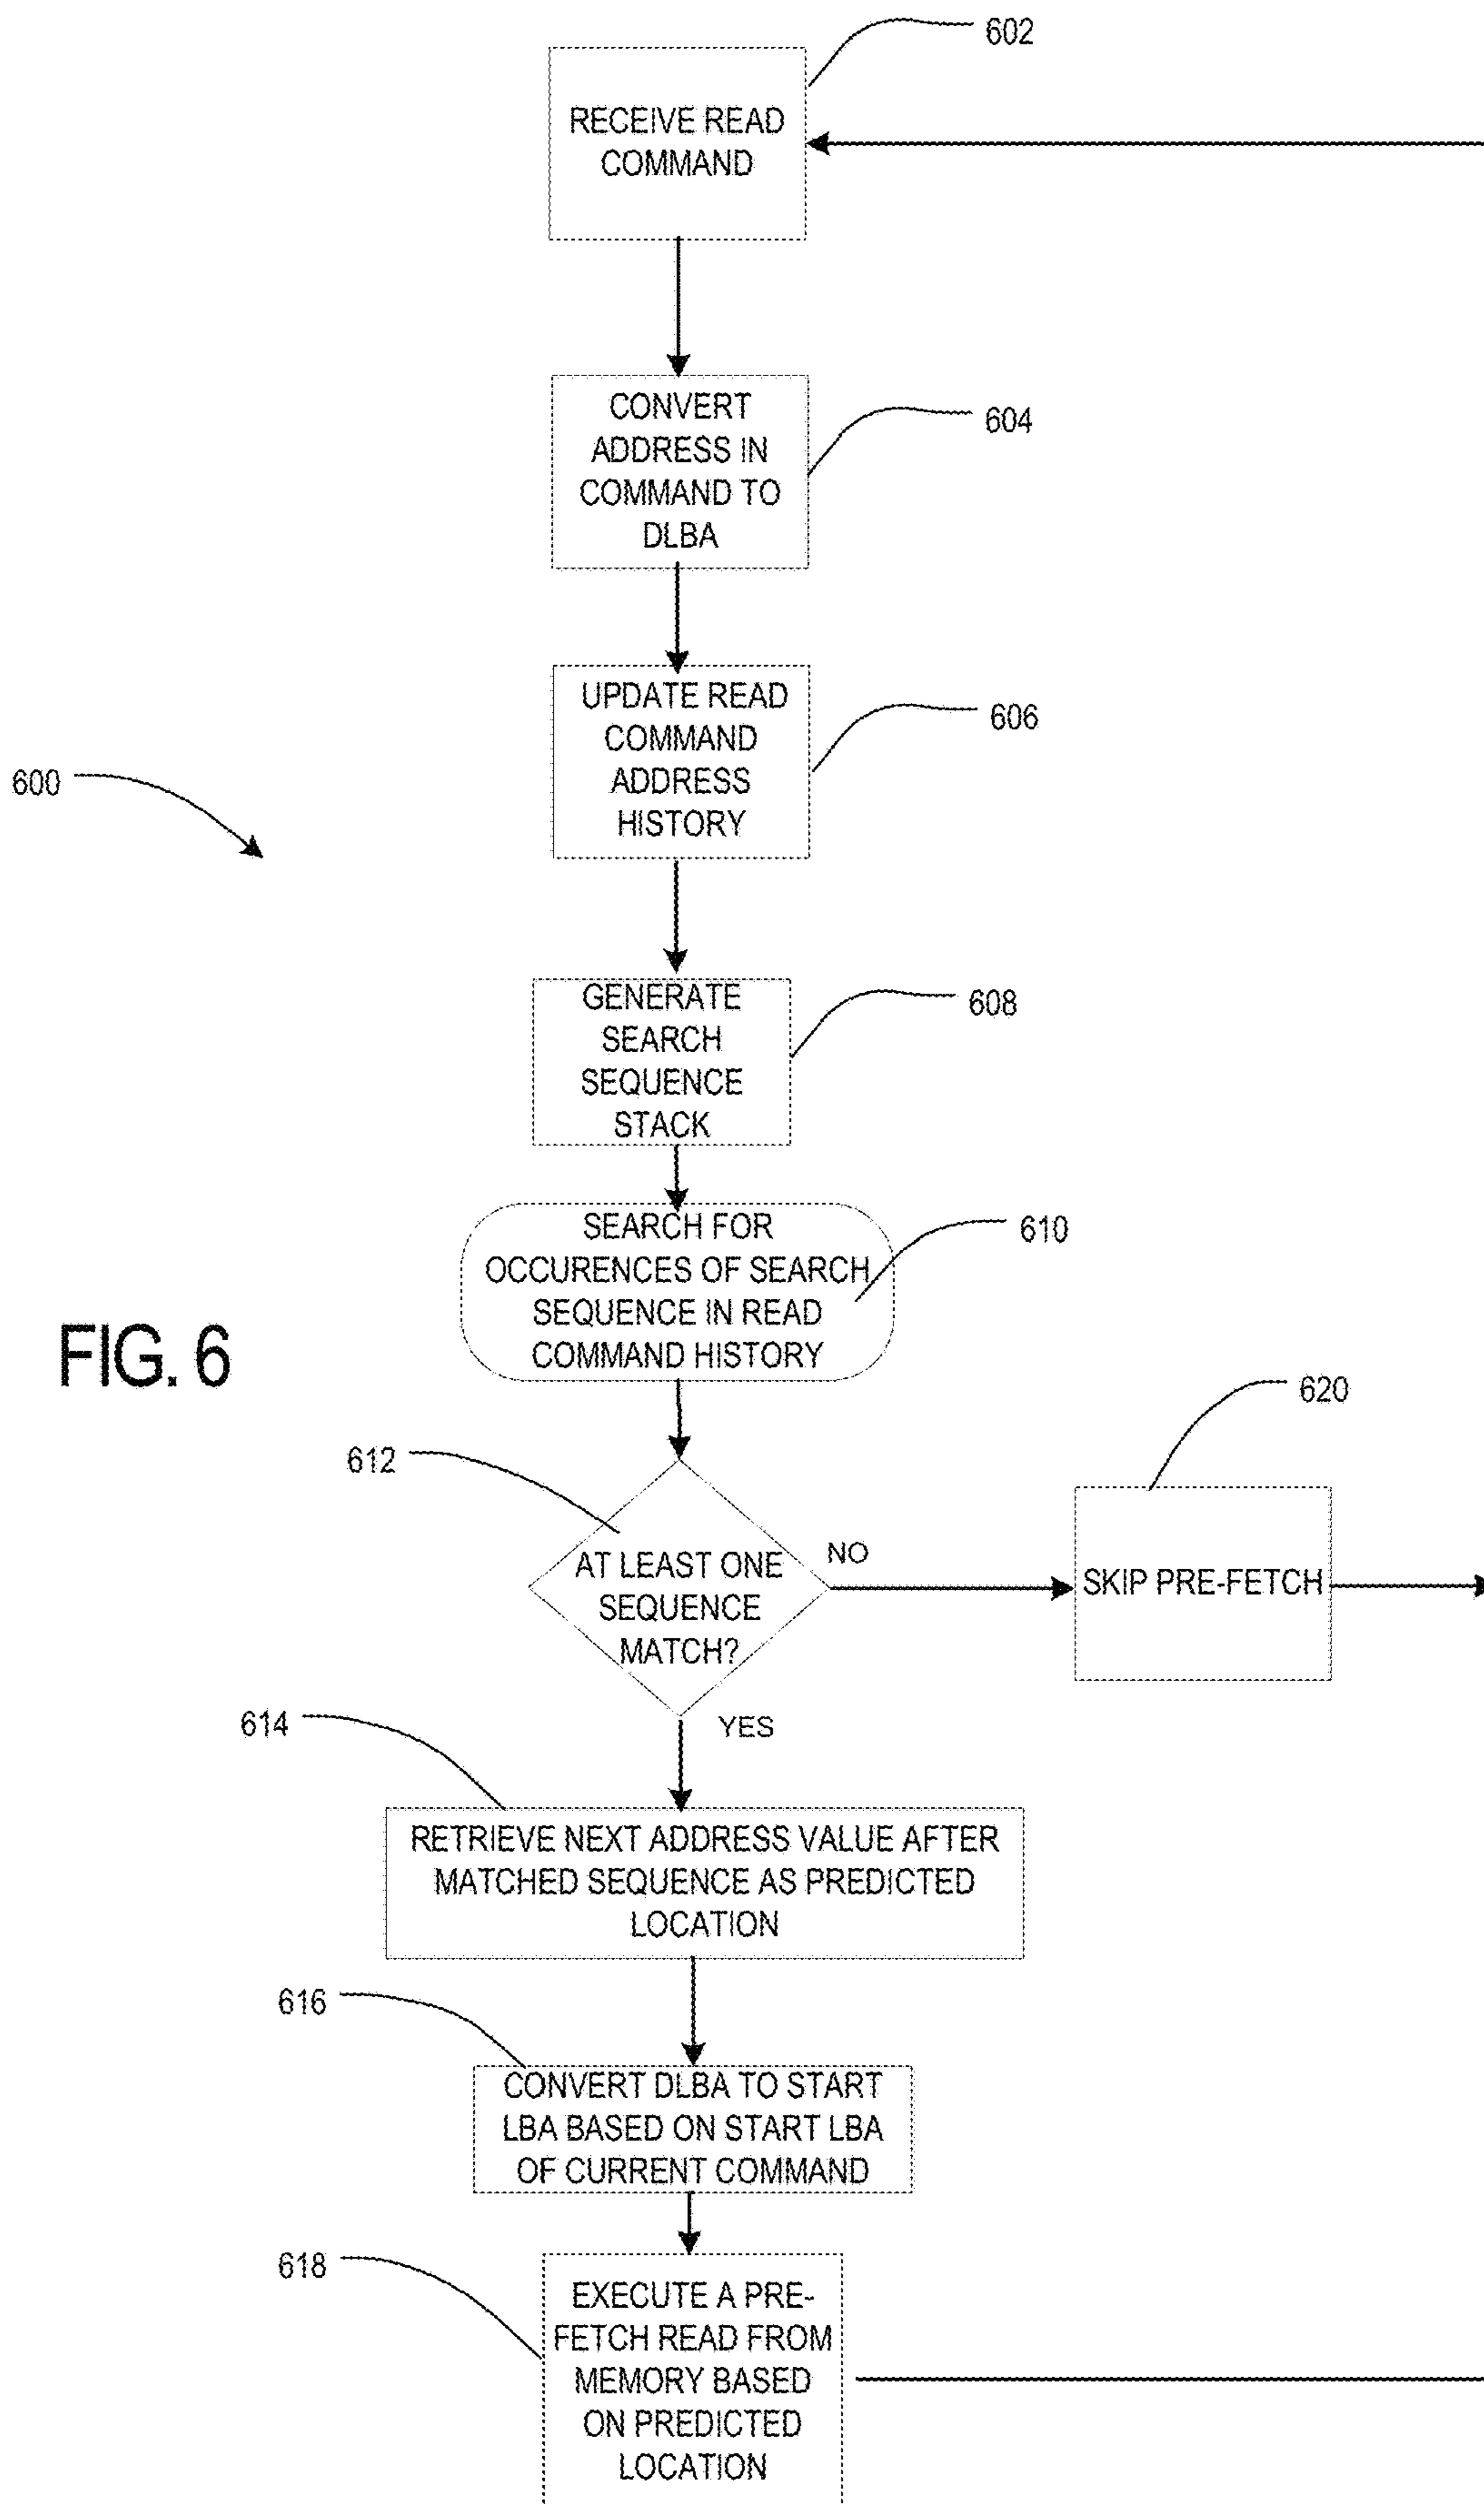 602
RECEIVE READ
COMMAND
CONVERT
ADDRESS IN
COMMAND TO
DLBA
604
UPDATE READ
COMMAND
ADDRESS
HISTORY
606
600
GENERATE
SEARCH
SEQUENCE
STACK
608
SEARCH FOR
OCCURENCES OF SEARCH
SEQUENCE IN READ
COMMAND HISTORY
610
FIG. 6
620
612
AT LEAST ONE
SEQUENCE
MATCH?
NO
SKIP PRE-FETCH
YES
614
RETRIEVE NEXT ADDRESS VALUE AFTER
MATCHED SEQUENCE AS PREDICTED
LOCATION
616
CONVERT DLBA TO START
LBA BASED ON START LBA
OF CURRENT COMMAND
618
EXECUTE A PRE-
FETCH READ FROM
MEMORY BASED
ON PREDICTED
LOCATION